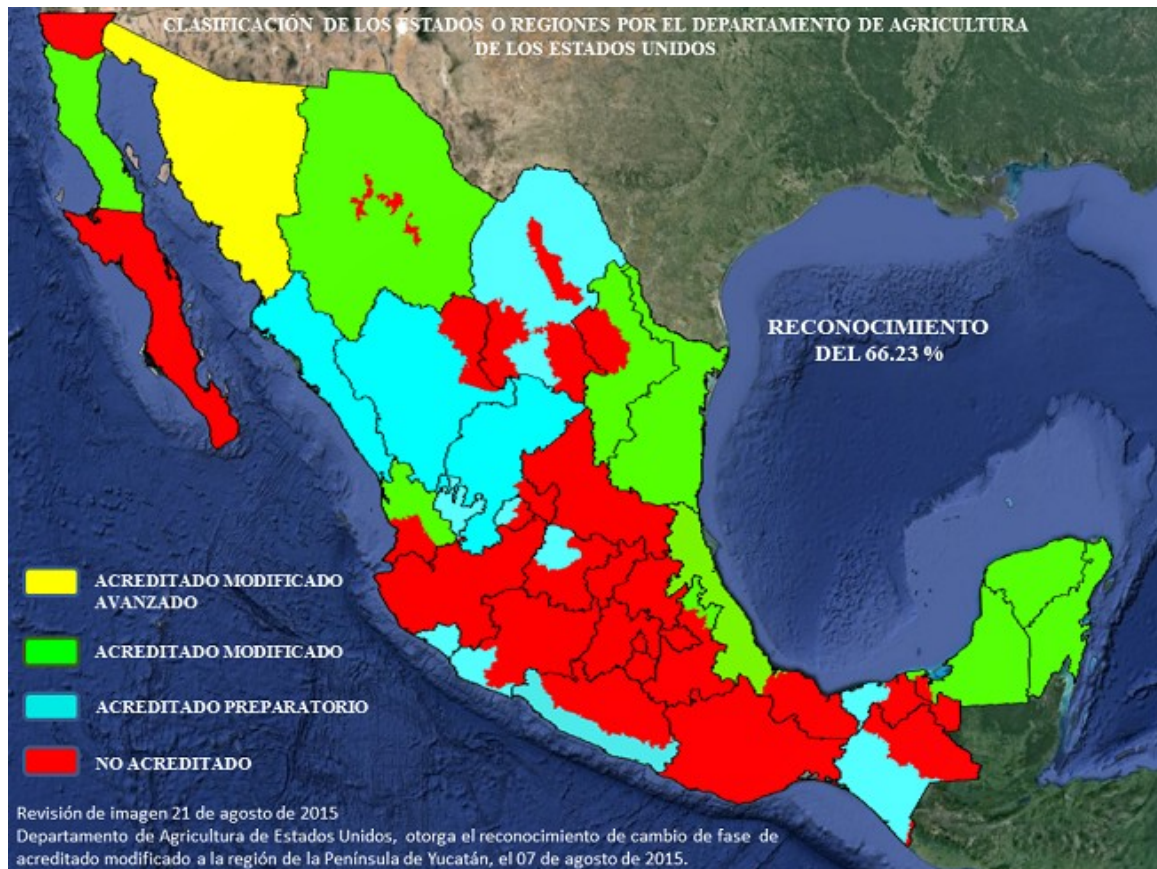 CLASIFICACIÓN DE LOS ESTADOS O REGIONES POR EL DEPARTAMENTO DE AGRICULTURA
DE LOS ESTADOS UNIDOS
RECONOCIMIENTO
DEL 66.23 %
ACREDITADO MODIFICADO
AVANZADO
ACREDITADO MODIFICADO
ACREDITADO PREPARATORIO
NO ACREDITADO
Revisión de imagen 21 de agosto de 2015
Departamento de Agricultura de Estados Unidos, otorga el reconocimiento de cambio de fase de
acreditado modificado a la región de la Península de Yucatán, el 07 de agosto de 2015.